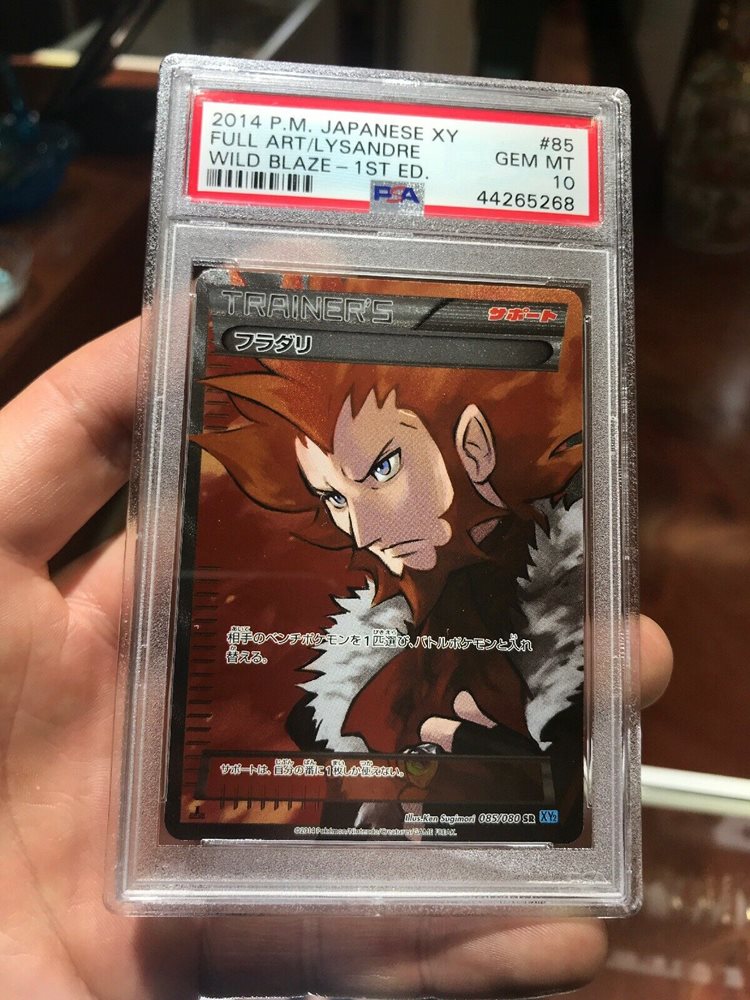 2014 P.M. JAPANESE XY #85
FULL ART/LYSANDRE GEM MT
WILD BLAZE - 1ST ED. 10
PSA 44265268
TRAINER'S サポート
フラダリ
相手のベンチポケモンを1匹選び、バトルポケモンと入れ
替える。
サポートは、自分の番に1枚しか使えない。
Illus.Ken Sugimori 085/080 SR XY2
©2014 Pokémon/Nintendo/Creatures/GAME FREAK.